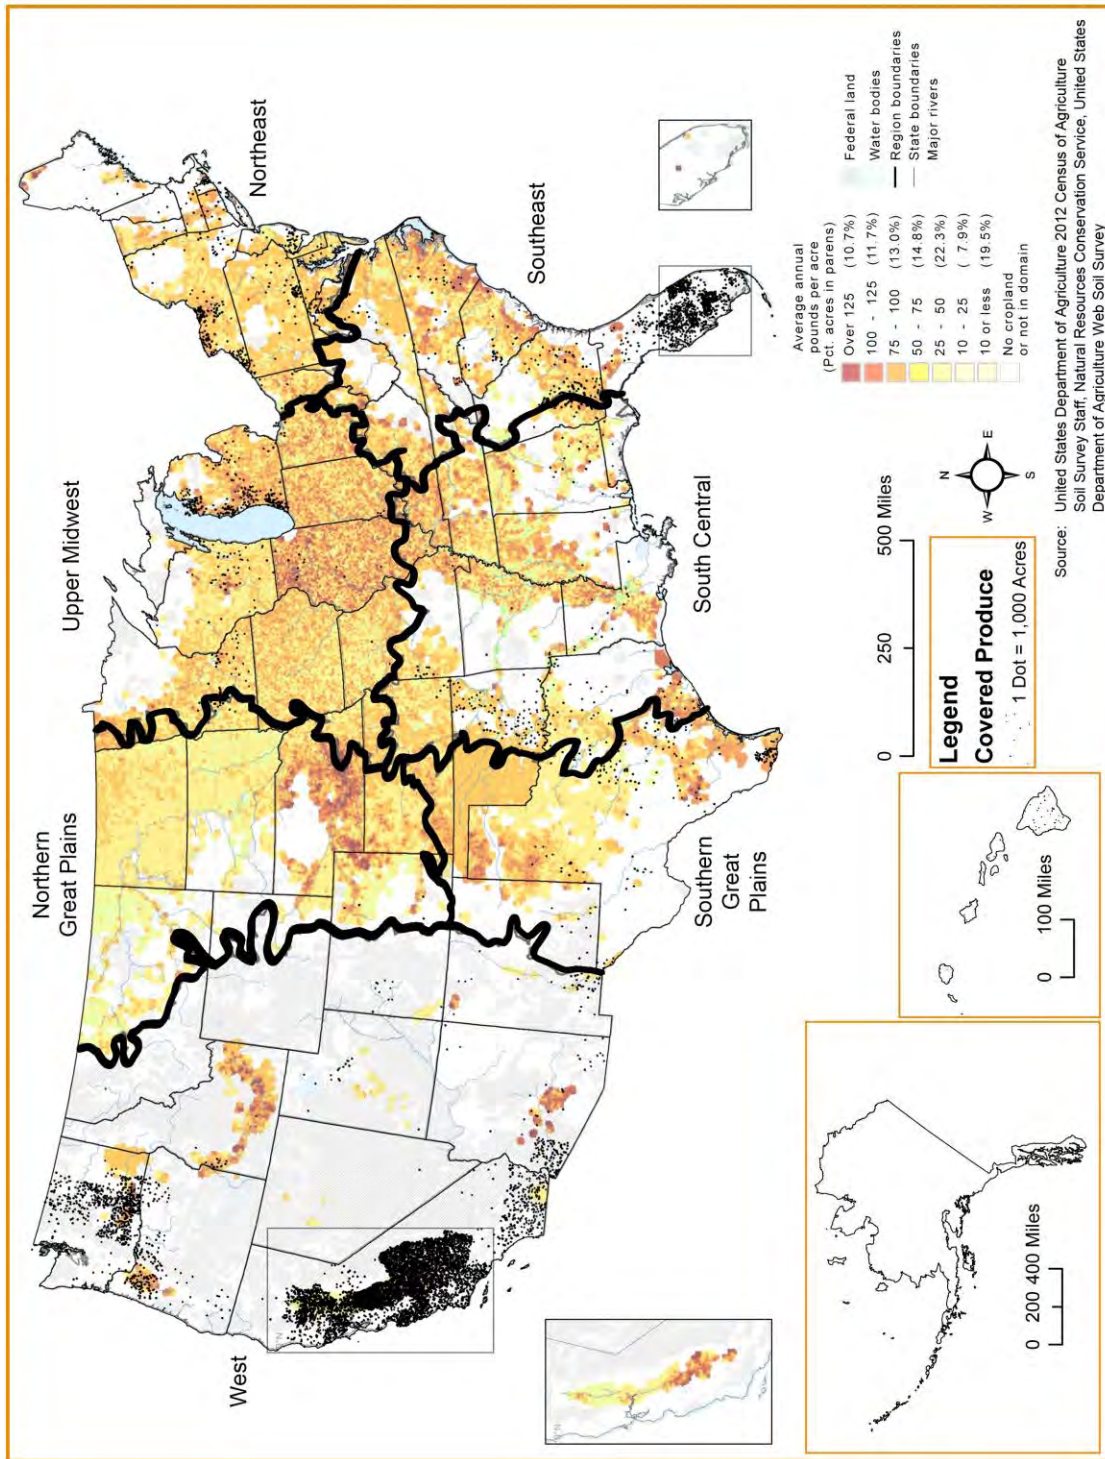 West
Northern
Great Plains
Upper Midwest
Northeast
Southeast
South Central
Southern
Great
Plains
Average annual
pounds per acre
(Pct. acres in parens)
Over 125 (10.7%)
100 - 125 (11.7%)
75 - 100 (13.0%)
50 - 75 (14.8%)
25 - 50 (22.3%)
10 - 25 ( 7.9%)
10 or less (19.5%)
No cropland
or not in domain
Federal land
Water bodies
Region boundaries
State boundaries
Major rivers
N
W
E
S
0 250 500 Miles
Legend
Covered Produce
1 Dot = 1,000 Acres
0 100 Miles
0 200 400 Miles
Source: United States Department of Agriculture 2012 Census of Agriculture
Soil Survey Staff, Natural Resources Conservation Service, United States
Department of Agriculture Web Soil Survey